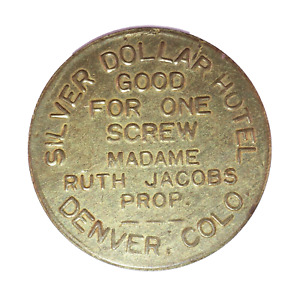 SILVER DOLLAR HOTEL
GOOD
FOR ONE
SCREW
MADAME
RUTH JACOBS
PROP.
DENVER, COLO.